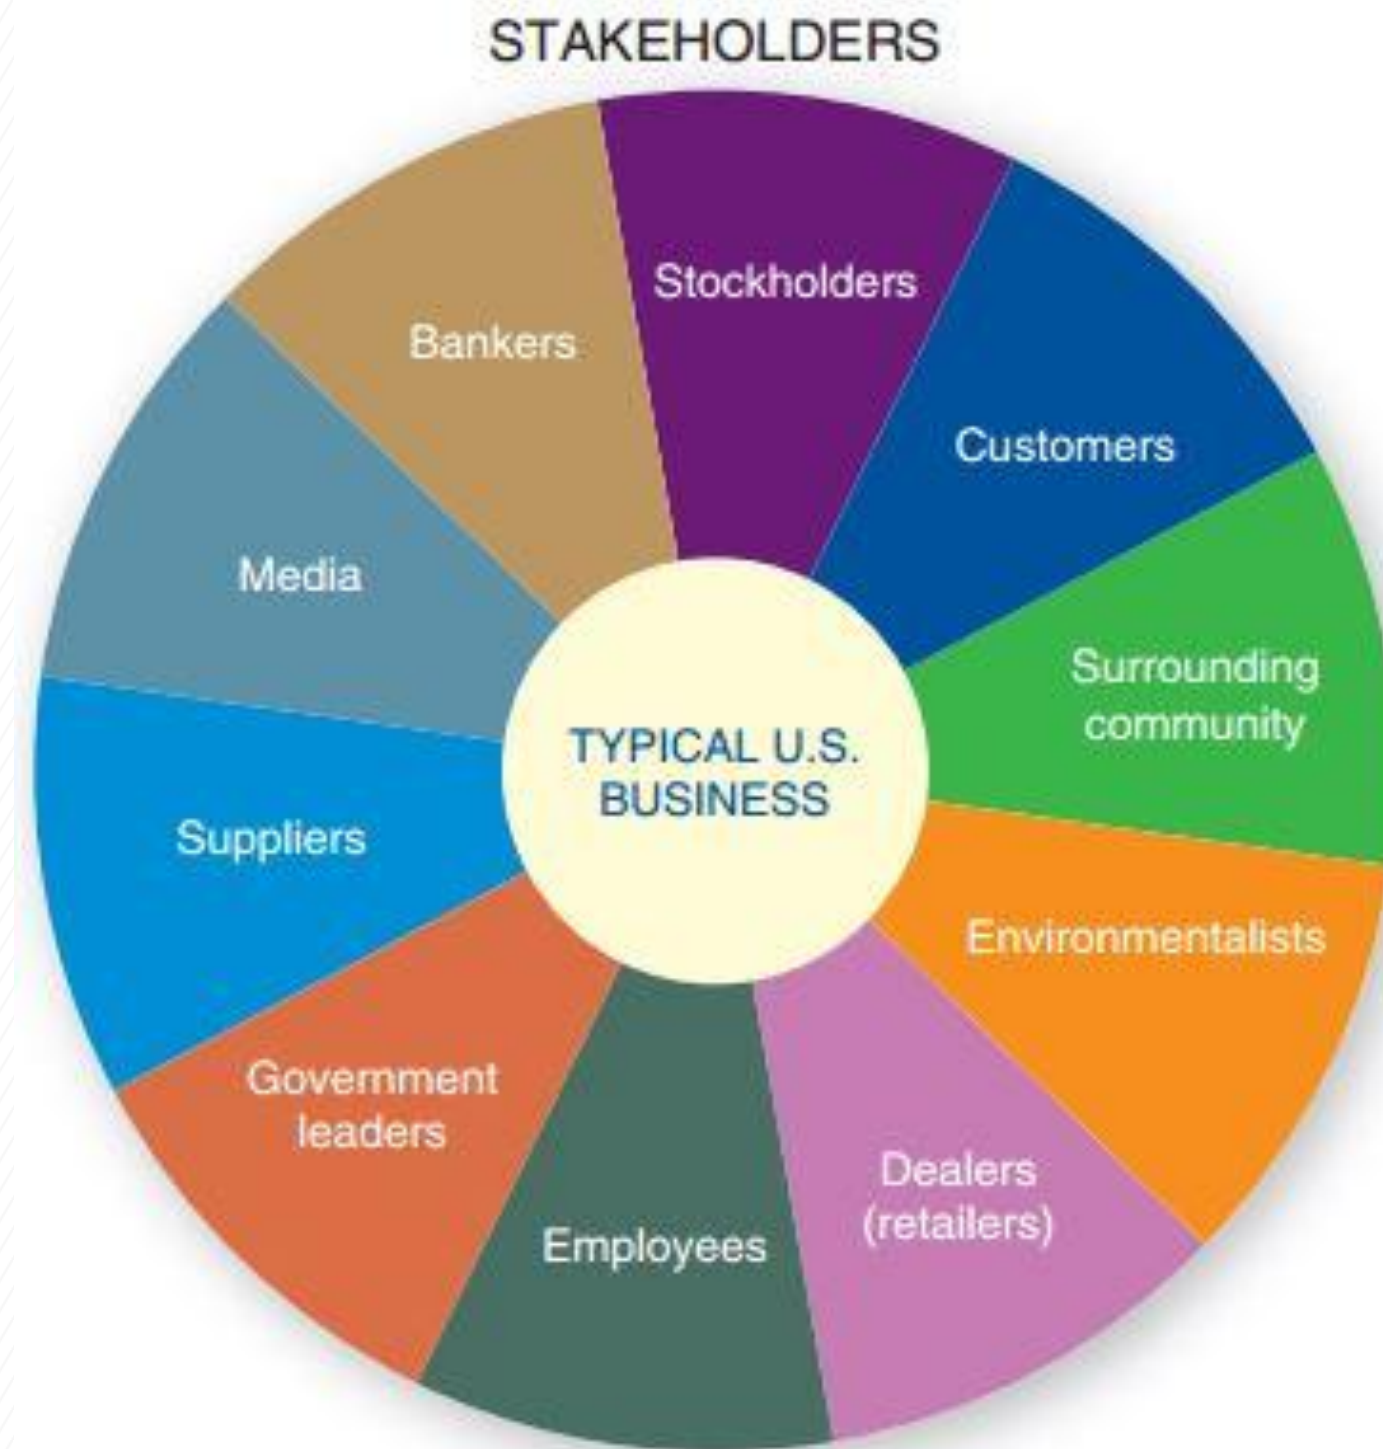 STAKEHOLDERS
Stockholders
Customers
Surrounding
community
Environmentalists
Dealers
(retailers)
Employees
Government
leaders
Suppliers
Media
Bankers
TYPICAL U.S.
BUSINESS